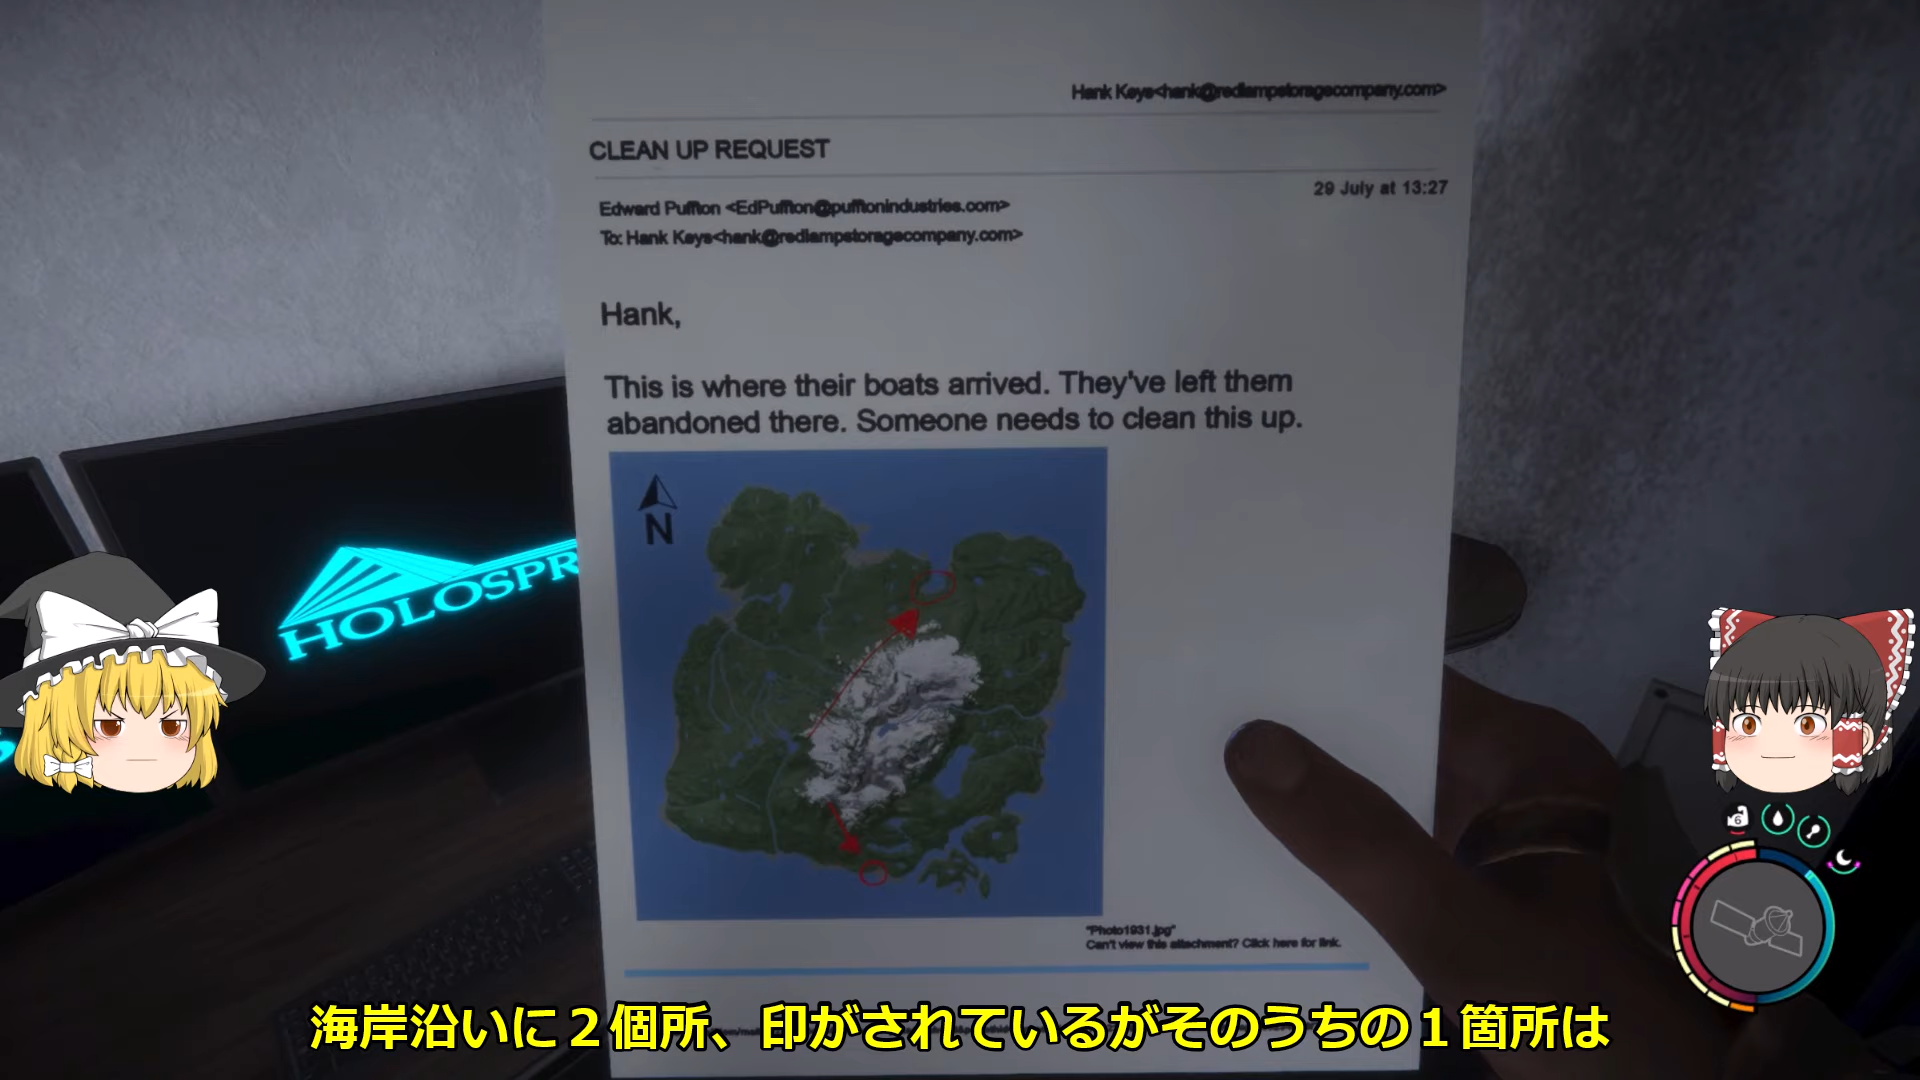 Hank Keys<hank@redlampstoragecompany.com>
CLEAN UP REQUEST
29 July at 13:27
Edward Puffton <EdPuffton@pufftonindustries.com>
To: Hank Keys<hank@redlampstoragecompany.com>
Hank,
This is where their boats arrived. They've left them
abandoned there. Someone needs to clean this up.
N
HOLOSPR
"Photo1931.jpg"
Can't view this attachment? Click here for link.
6
海岸沿いに２個所、印がされているがそのうちの１箇所は